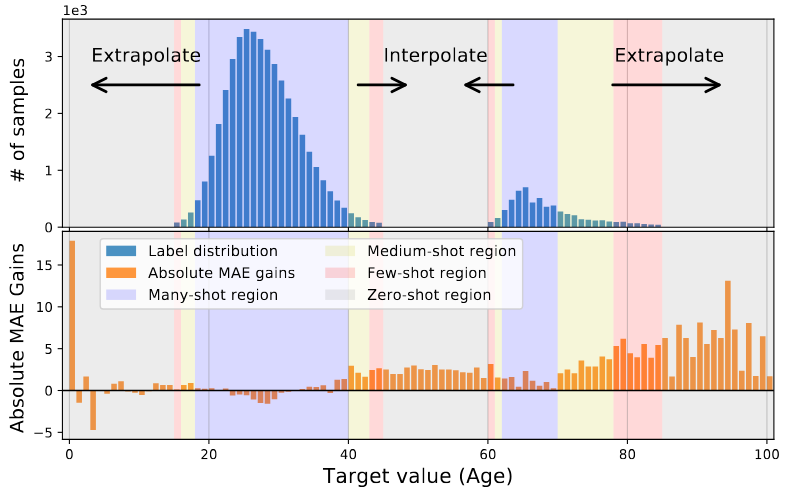 1e3
Extrapolate
Interpolate
Extrapolate
# of samples
3
2
1
0
Label distribution
Absolute MAE gains
Many-shot region
Medium-shot region
Few-shot region
Zero-shot region
Absolute MAE Gains
15
10
5
0
−5
0
20
40
60
80
100
Target value (Age)